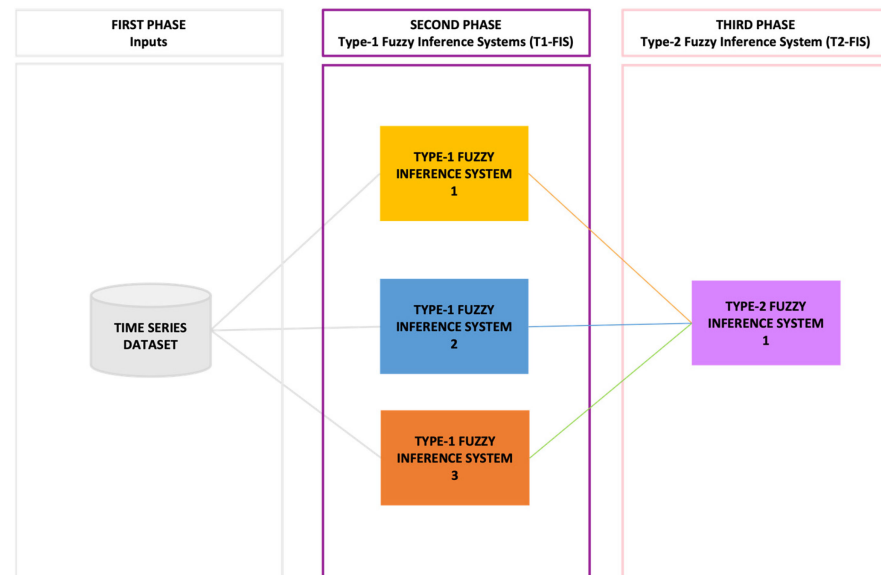 FIRST PHASE
Inputs
SECOND PHASE
Type-1 Fuzzy Inference Systems (T1-FIS)
THIRD PHASE
Type-2 Fuzzy Inference System (T2-FIS)
TIME SERIES
DATASET
TYPE-1 FUZZY
INFERENCE SYSTEM
1
TYPE-1 FUZZY
INFERENCE SYSTEM
2
TYPE-1 FUZZY
INFERENCE SYSTEM
3
TYPE-2 FUZZY
INFERENCE SYSTEM
1